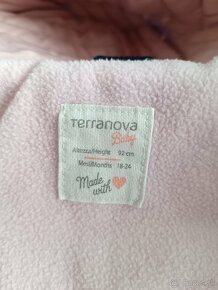 Terranova
Baby
Altezza/Height 92 cm
Mesi/Months 18-24
Made
with